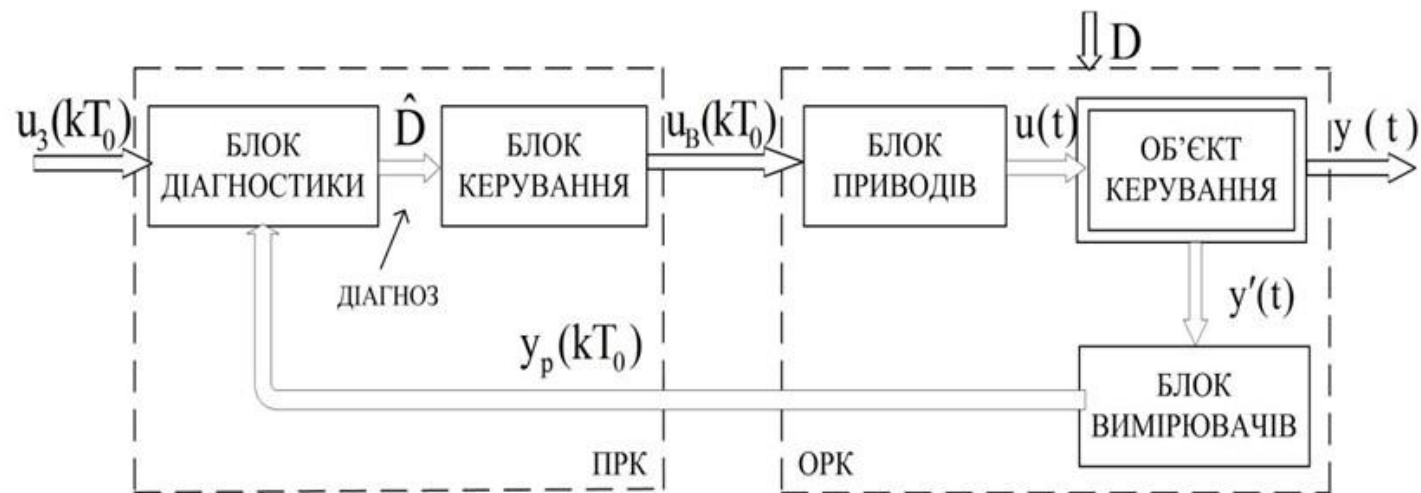 D
u₃(kT₀)
БЛОК
ДІАГНОСТИКИ
D̂
БЛОК
КЕРУВАННЯ
u_B(kT₀)
БЛОК
ПРИВОДІВ
u(t)
ОБ’ЄКТ
КЕРУВАННЯ
y (t)
ДІАГНОЗ
y′(t)
y_p(kT₀)
БЛОК
ВИМІРЮВАЧІВ
ПРК
ОРК